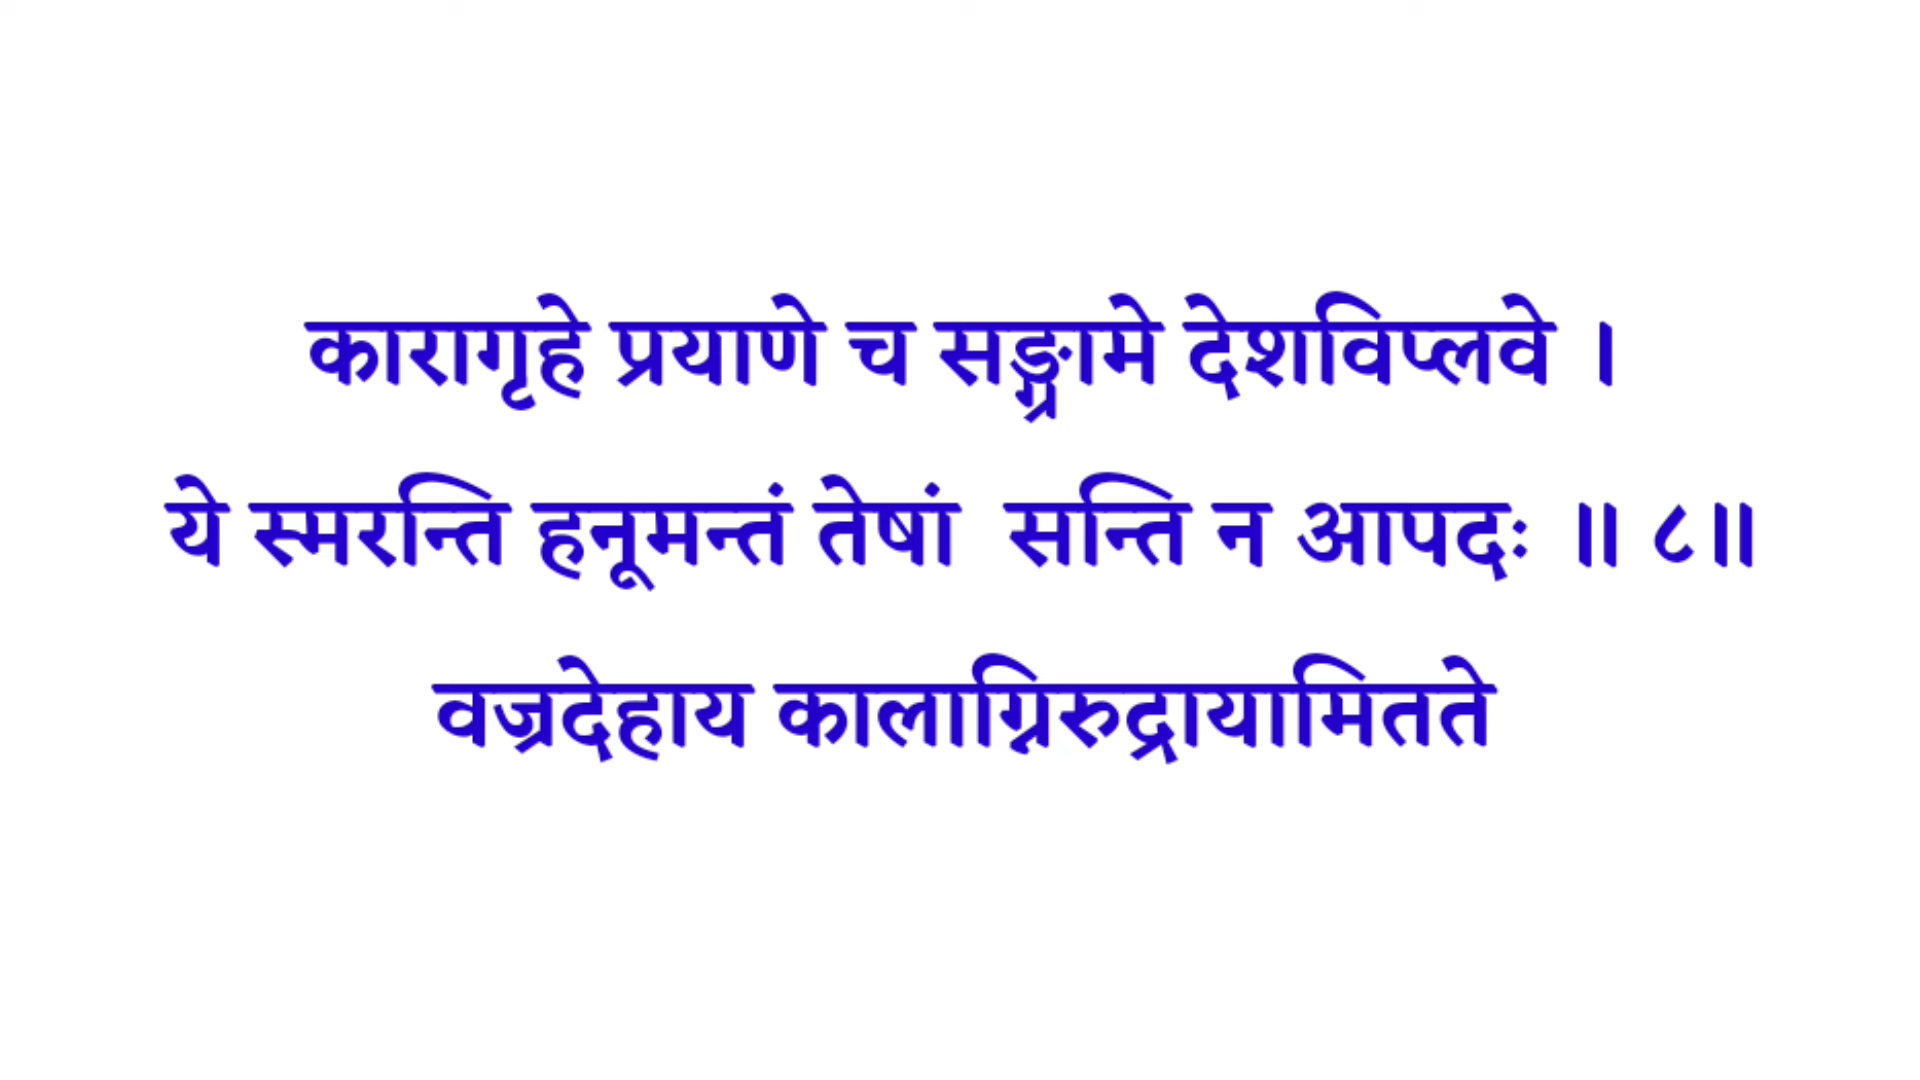 कारागृहे प्रयाणे च सङ्ग्रामे देशविप्लवे ।
ये स्मरन्ति हनूमन्तं तेषां सन्ति न आपदः ॥ ८॥
वज्रदेहाय कालाग्निरुद्रायामितते